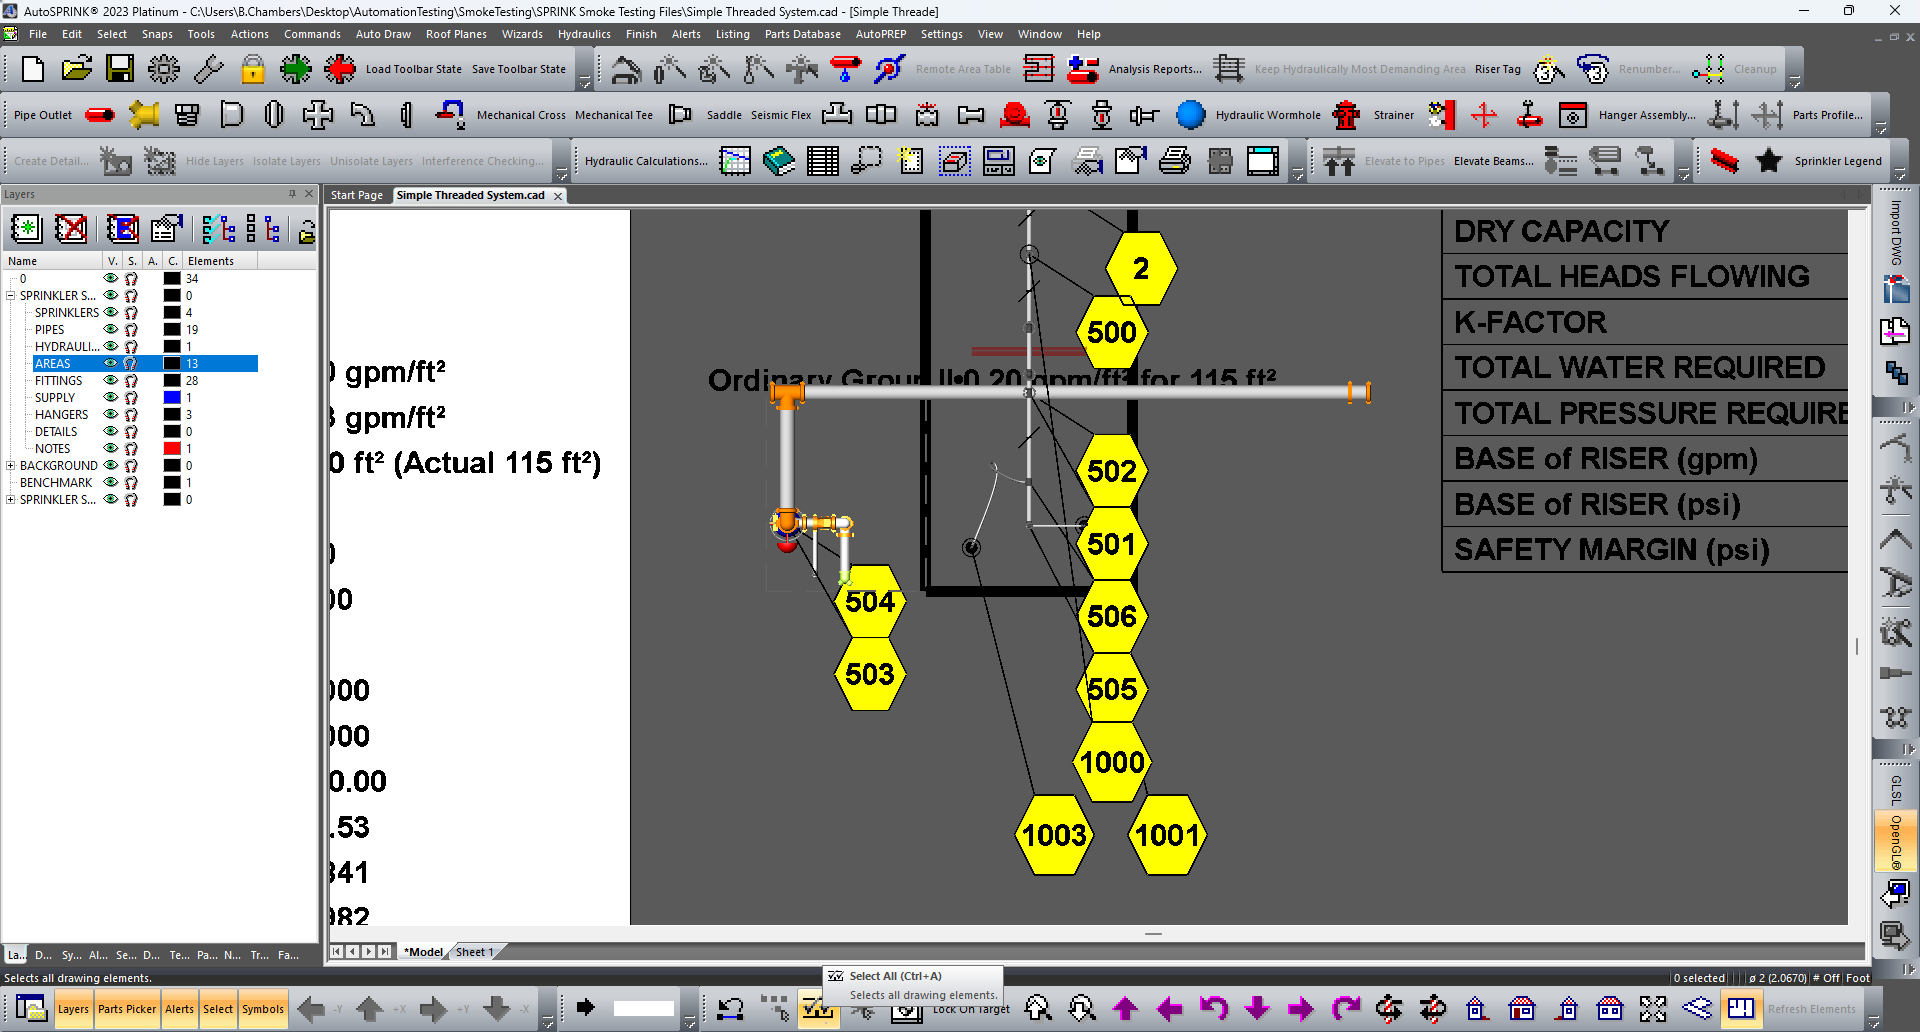 AutoSPRINK® 2023 Platinum - C:\Users\B.Chambers\Desktop\AutomationTesting\SmokeTesting\SPRINK Smoke Testing Files\Simple Threaded System.cad - [Simple Threade]
File Edit Select Snaps Tools Actions Commands Auto Draw Roof Planes Wizards Hydraulics Finish Alerts Listing Parts Database AutoPREP Settings View Window Help
Load Toolbar State Save Toolbar State Remote Area Table Analysis Reports... Keep Hydraulically Most Demanding Area Riser Tag Renumber... Cleanup
Pipe Outlet Mechanical Cross Mechanical Tee Saddle Seismic Flex Hydraulic Wormhole Strainer Hanger Assembly... Parts Profile...
Create Detail... Hide Layers Isolate Layers Unisolate Layers Interference Checking... Hydraulic Calculations... Elevate to Pipes Elevate Beams... Sprinkler Legend
Layers
Start Page Simple Threaded System.cad
Name V. S. A. C. Elements
0 34
SPRINKLER S... 0
SPRINKLERS 4
PIPES 19
HYDRAULI... 1
AREAS 13
FITTINGS 28
SUPPLY 1
HANGERS 3
DETAILS 0
NOTES 1
BACKGROUND 0
BENCHMARK 1
SPRINKLER S... 0
gpm/ft²
gpm/ft²
0 ft² (Actual 115 ft²)
.53
2
500
Ordinary Group II•0.20 gpm/ft² for 115 ft²
502
501
506
505
1000
1003
1001
504
503
DRY CAPACITY
TOTAL HEADS FLOWING
K-FACTOR
TOTAL WATER REQUIRED
TOTAL PRESSURE REQUIRE
BASE of RISER (gpm)
BASE of RISER (psi)
SAFETY MARGIN (psi)
Import DWG
GLSL
OpenGL®
La... D... Sy... Al... Se... D... Te... Pa... N... Tr... Fa...
*Model Sheet 1
Selects all drawing elements.
Select All (Ctrl+A)
Selects all drawing elements.
0 selected ø 2 (2.0670) # Off Foot
Layers Parts Picker Alerts Select Symbols -Y +X +Y -X Lock On Target Refresh Elements